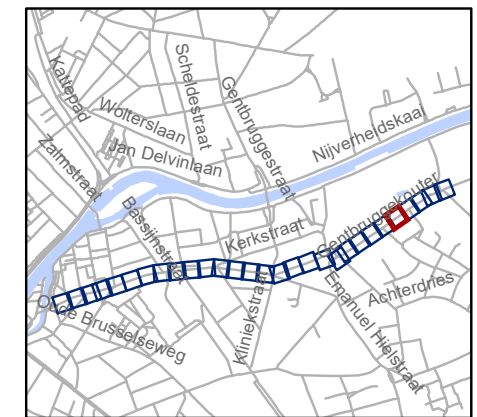 Kattepad
Scheldestraat
Gentbruggestraat
Wolterslaan
Nijverheidskaai
Jan Delvinlaan
Zalmstraat
Bassijnstraat
Gentbruggekouter
Kerkstraat
Achterdries
Oude Brusselseweg
Kliniekstraat
Emanuel Hielstraat